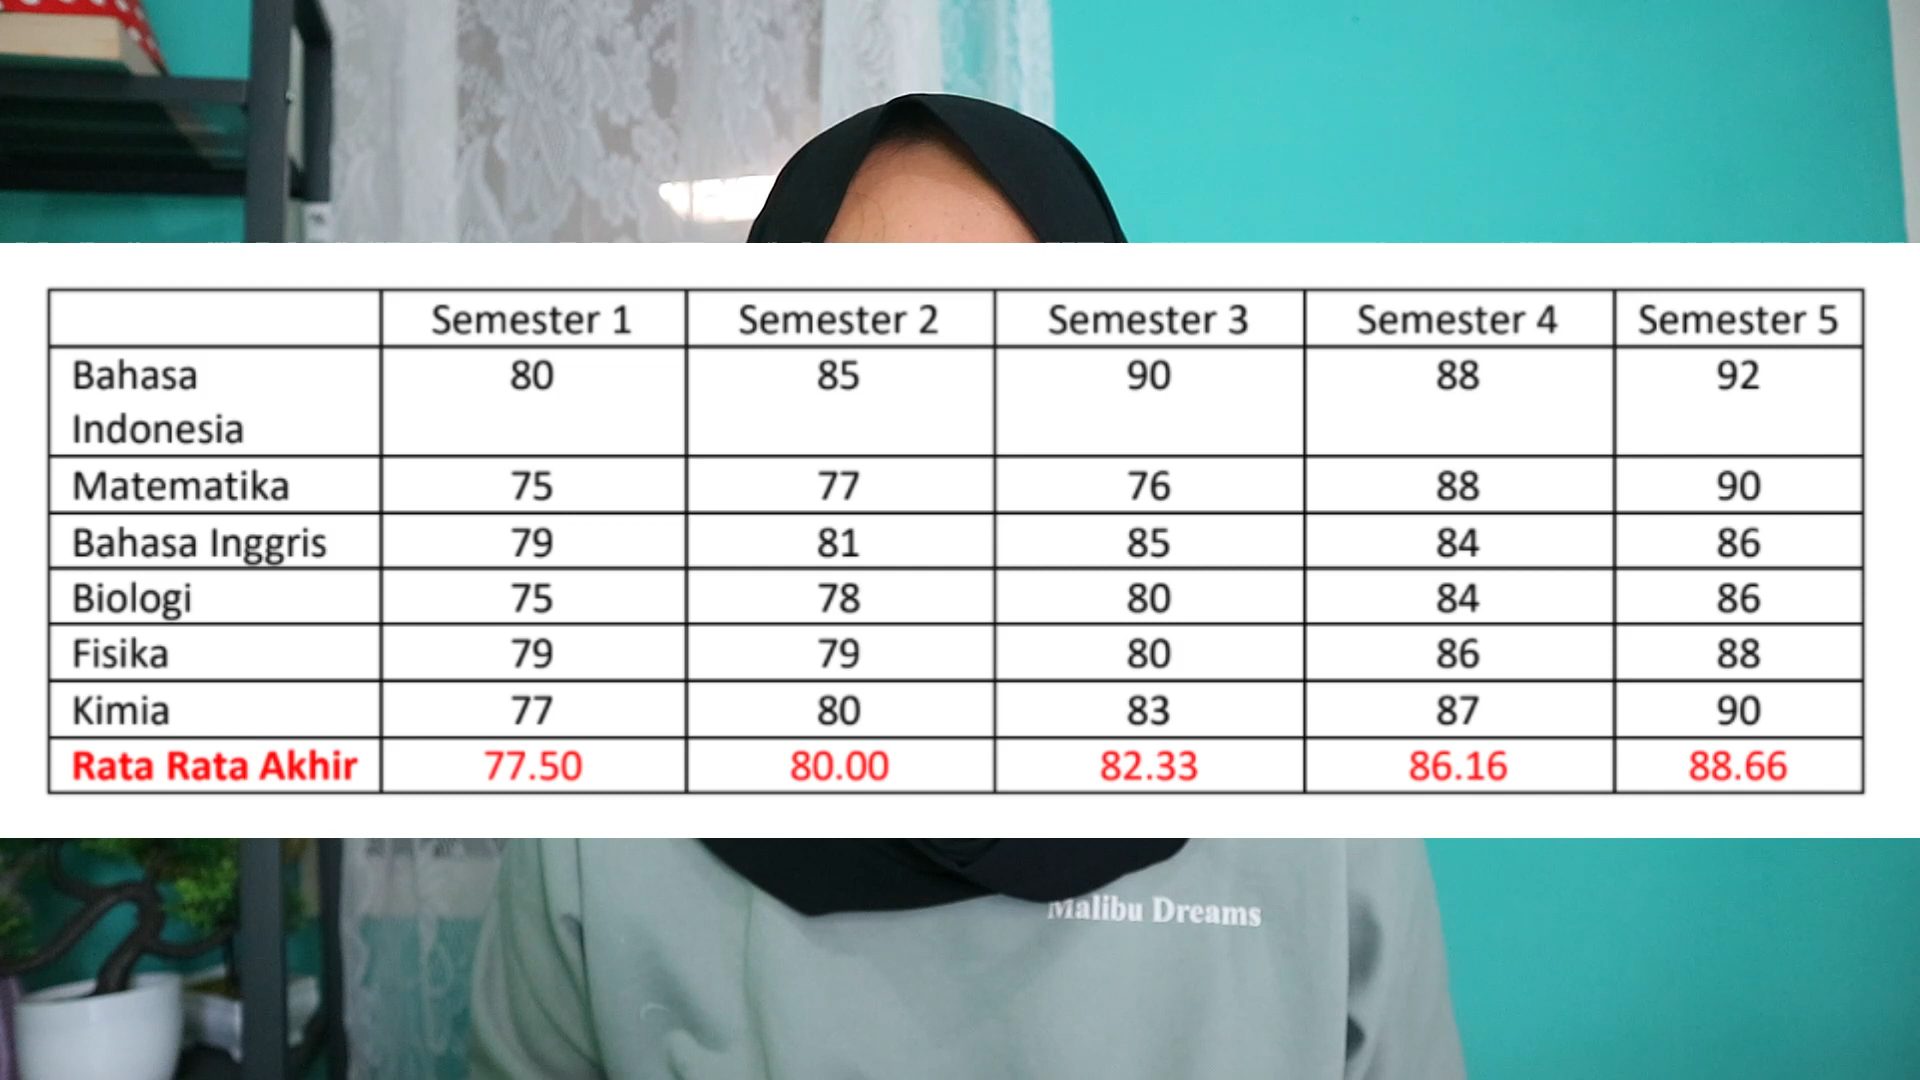 Semester 1 Semester 2 Semester 3 Semester 4 Semester 5
Bahasa Indonesia 80 85 90 88 92
Matematika 75 77 76 88 90
Bahasa Inggris 79 81 85 84 86
Biologi 75 78 80 84 86
Fisika 79 79 80 86 88
Kimia 77 80 83 87 90
Rata Rata Akhir 77.50 80.00 82.33 86.16 88.66
Malibu Dreams